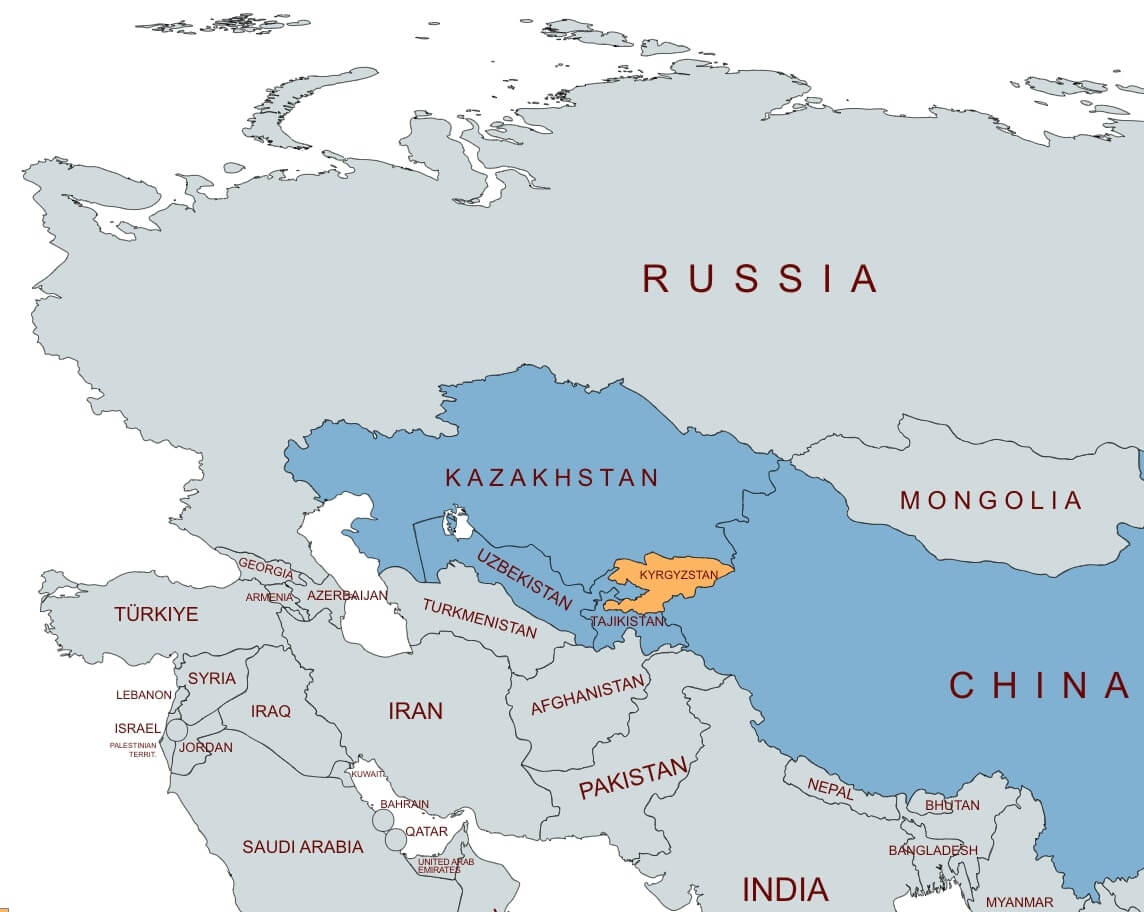 RUSSIA
KAZAKHSTAN
MONGOLIA
UZBEKISTAN
GEORGIA
KYRGYZSTAN
ARMENIA
AZERBAIJAN
TÜRKIYE
TURKMENISTAN
TAJIKISTAN
SYRIA
CHINA
LEBANON
AFGHANISTAN
IRAQ
IRAN
ISRAEL
PALESTINIAN
TERRIT.
JORDAN
KUWAIT
PAKISTAN
NEPAL
BAHRAIN
BHUTAN
QATAR
SAUDI ARABIA
BANGLADESH
UNITED ARAB
EMIRATES
INDIA
MYANMAR